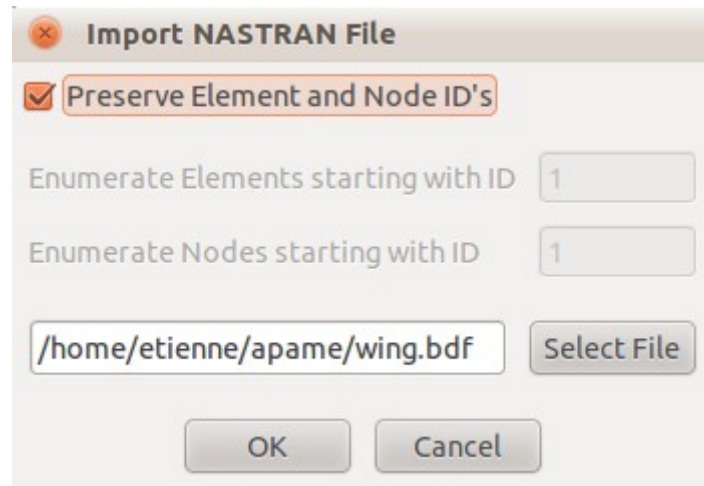 Import NASTRAN File
Preserve Element and Node ID's
Enumerate Elements starting with ID 1
Enumerate Nodes starting with ID 1
/home/etienne/apame/wing.bdf Select File
OK Cancel